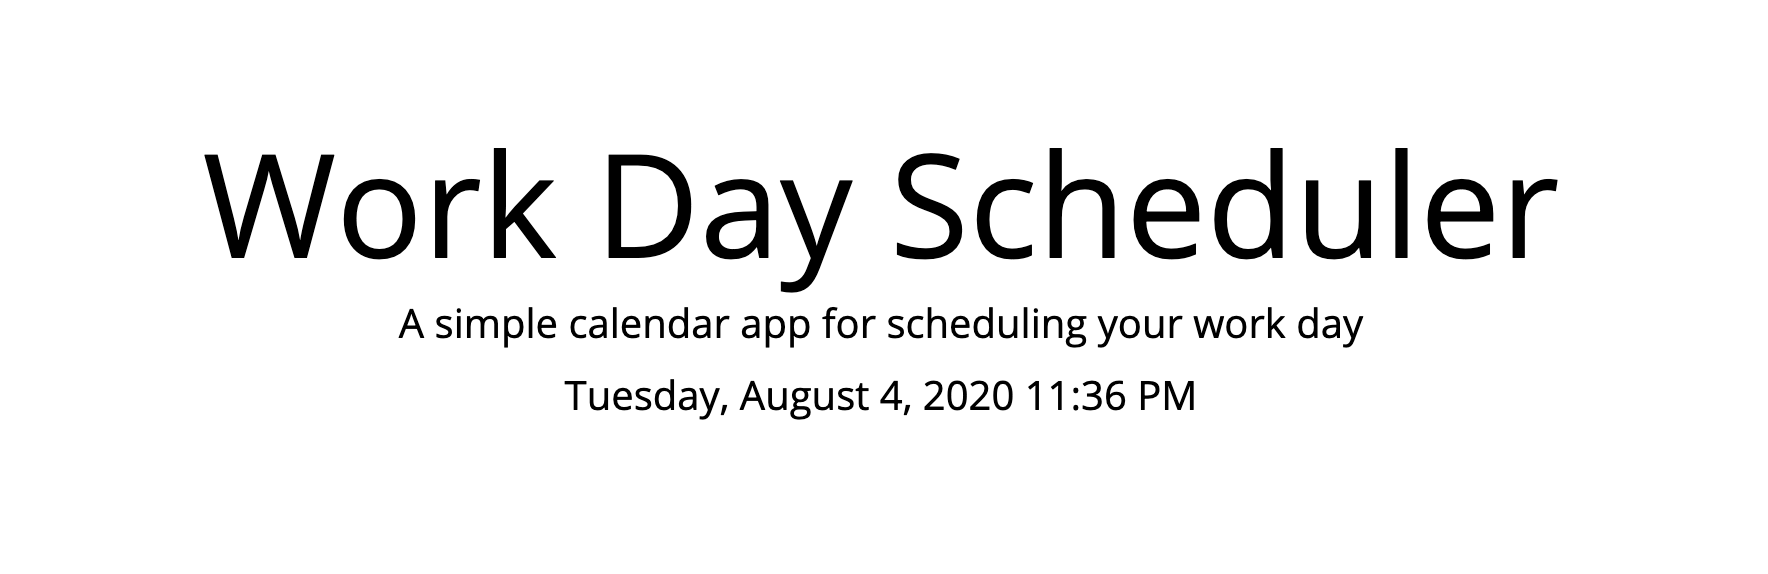 Work Day Scheduler
A simple calendar app for scheduling your work day
Tuesday, August 4, 2020 11:36 PM